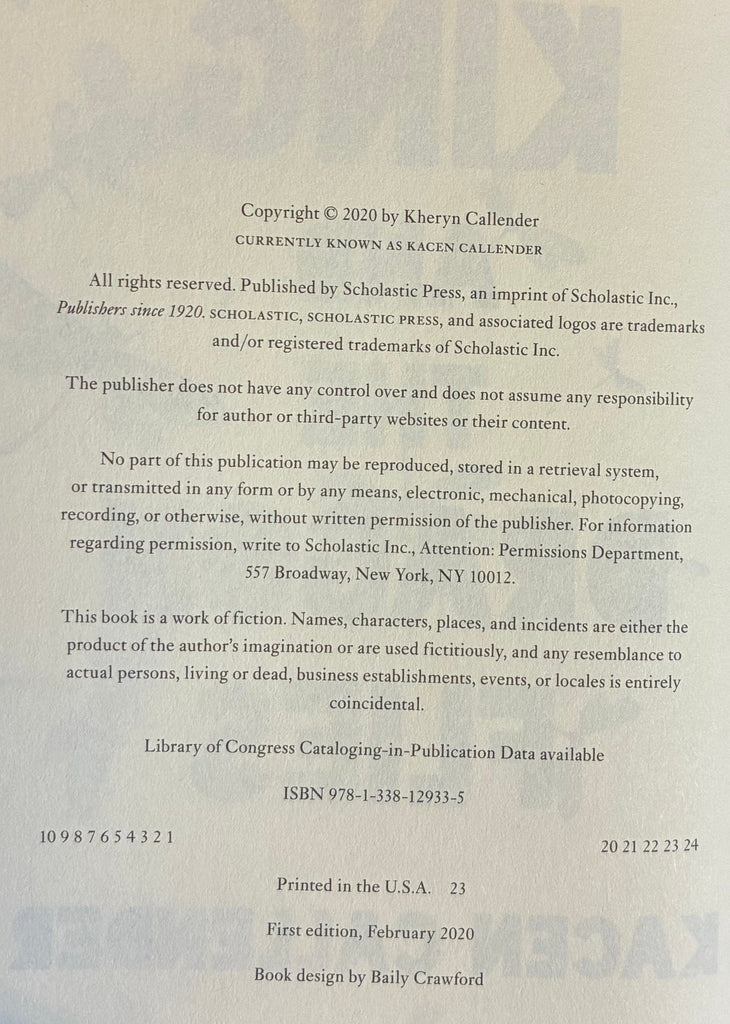 Copyright © 2020 by Kheryn Callender
CURRENTLY KNOWN AS KACEN CALLENDER
All rights reserved. Published by Scholastic Press, an imprint of Scholastic Inc.,
Publishers since 1920. SCHOLASTIC, SCHOLASTIC PRESS, and associated logos are trademarks
and/or registered trademarks of Scholastic Inc.
The publisher does not have any control over and does not assume any responsibility
for author or third-party websites or their content.
No part of this publication may be reproduced, stored in a retrieval system,
or transmitted in any form or by any means, electronic, mechanical, photocopying,
recording, or otherwise, without written permission of the publisher. For information
regarding permission, write to Scholastic Inc., Attention: Permissions Department,
557 Broadway, New York, NY 10012.
This book is a work of fiction. Names, characters, places, and incidents are either the
product of the author's imagination or are used fictitiously, and any resemblance to
actual persons, living or dead, business establishments, events, or locales is entirely
coincidental.
Library of Congress Cataloging-in-Publication Data available
ISBN 978-1-338-12933-5
10 9 8 7 6 5 4 3 2 1 20 21 22 23 24
Printed in the U.S.A. 23
First edition, February 2020
Book design by Baily Crawford
KING
KACEN CALLENDER